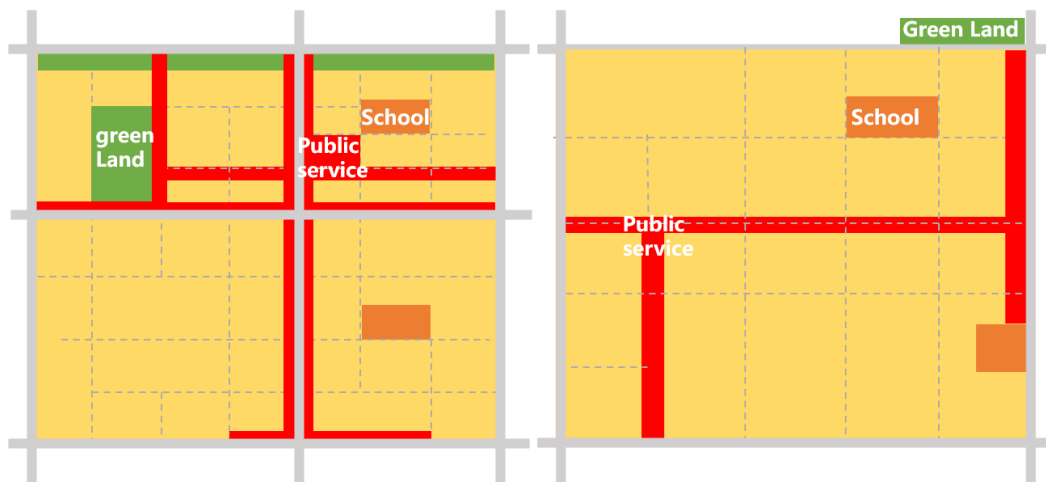 green
Land
School
Public
service
Green Land
School
Public
service